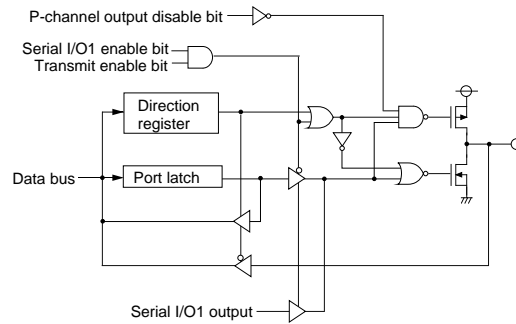 P-channel output disable bit
Serial I/O1 enable bit
Transmit enable bit
Direction
register
Data bus
Port latch
Serial I/O1 output